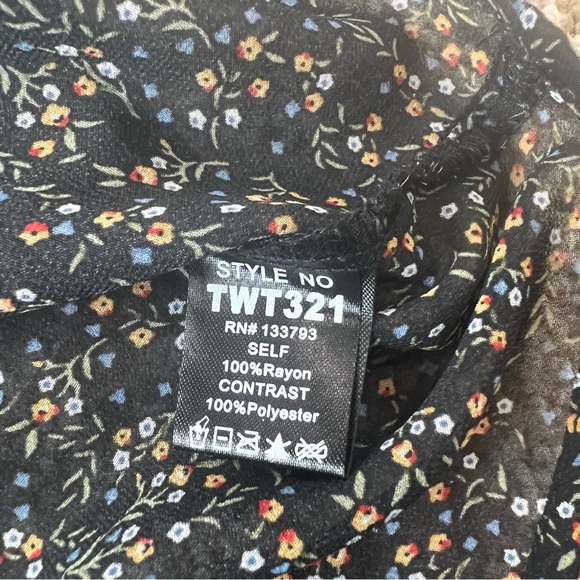 STYLE NO
TWT321
RN# 133793
SELF
100%Rayon
CONTRAST
100%Polyester